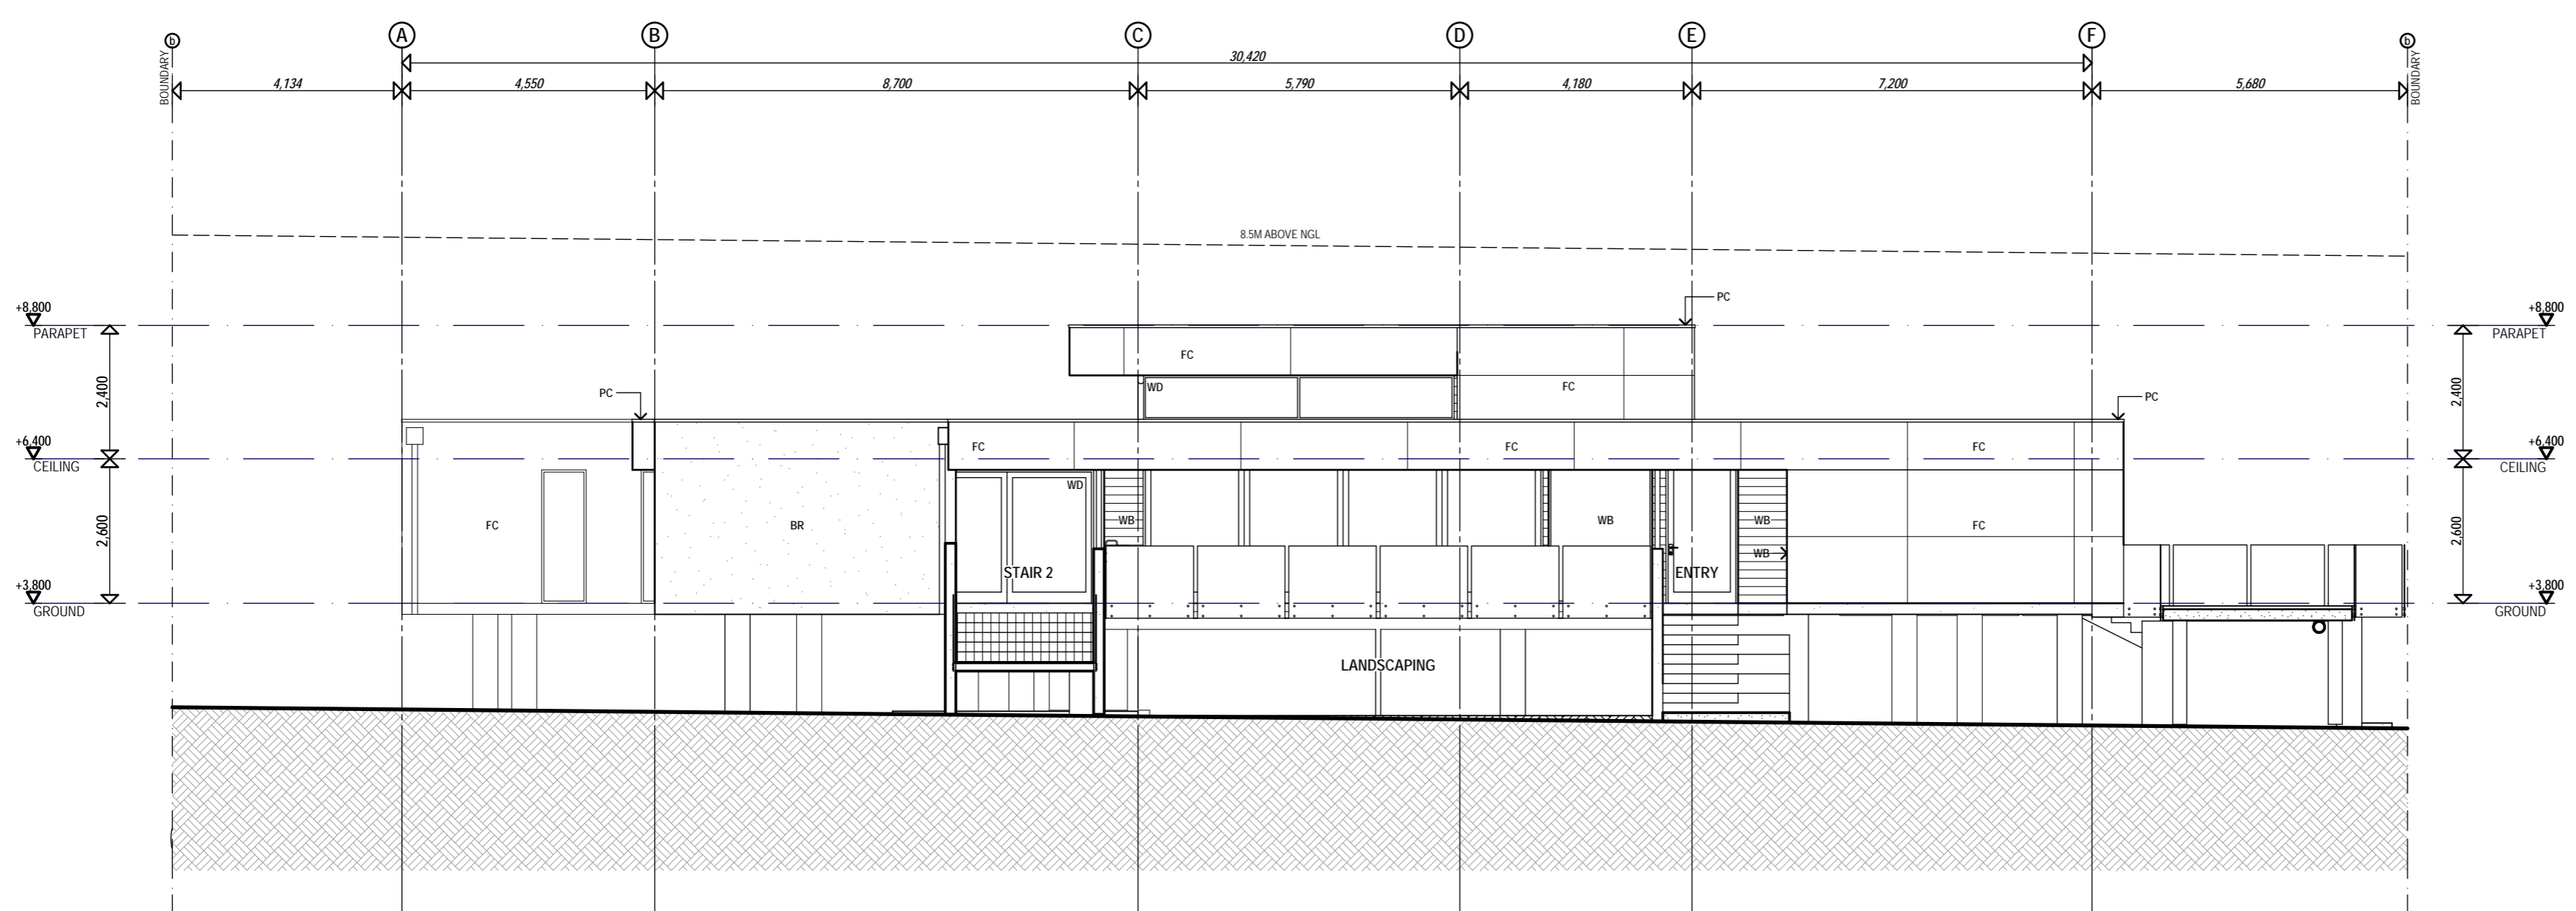 b
A
B
C
D
E
F
b
BOUNDARY
BOUNDARY
30,420
4,134
4,550
8,700
5,790
4,180
7,200
5,680
8.5M ABOVE NGL
+8,800
PARAPET
+8,800
PARAPET
PC
FC
WD
FC
2,400
2,400
PC
PC
+6,400
CEILING
+6,400
CEILING
FC
FC
FC
WD
FC
BR
WB
WB
WB
FC
2,600
2,600
WB
STAIR 2
ENTRY
+3,800
GROUND
+3,800
GROUND
LANDSCAPING